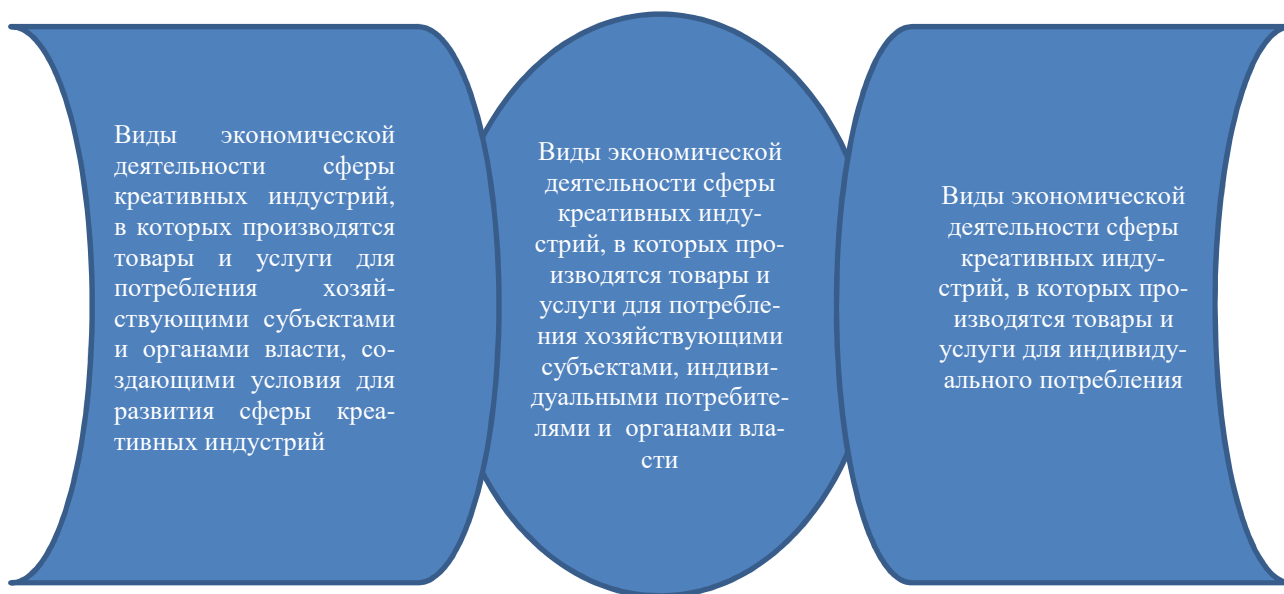 Виды экономической
деятельности сферы
креативных индустрий,
в которых производятся
товары и услуги для
потребления хозяй-
ствующими субъектами
и органами власти, со-
здающими условия для
развития сферы креа-
тивных индустрий
Виды экономической
деятельности сферы
креативных инду-
стрий, в которых про-
изводятся товары и
услуги для потребле-
ния хозяйствующими
субъектами, индиви-
дуальными потребите-
лями и органами вла-
сти
Виды экономической
деятельности сферы
креативных инду-
стрий, в которых про-
изводятся товары и
услуги для индивиду-
ального потребления